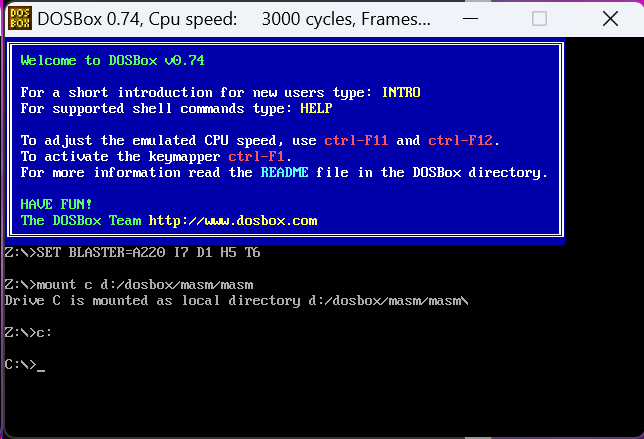 DOS BOX
DOSBox 0.74, Cpu speed:    3000 cycles, Frames...
Welcome to DOSBox v0.74
For a short introduction for new users type: INTRO
For supported shell commands type: HELP
To adjust the emulated CPU speed, use ctrl-F11 and ctrl-F12.
To activate the keymapper ctrl-F1.
For more information read the README file in the DOSBox directory.
HAVE FUN!
The DOSBox Team http://www.dosbox.com
Z:\>SET BLASTER=A220 I7 D1 H5 T6
Z:\>mount c d:/dosbox/masm/masm
Drive C is mounted as local directory d:/dosbox/masm/masm\
Z:\>c:
C:\>_